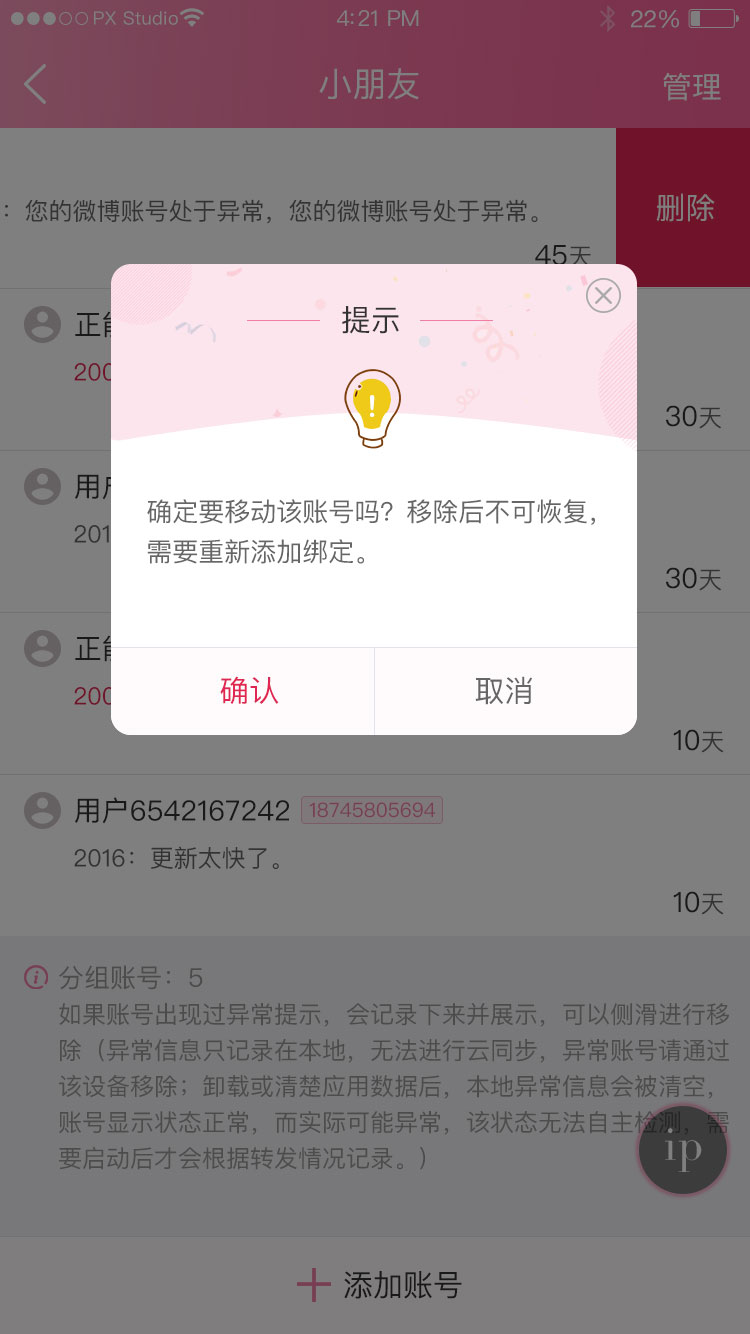 PX Studio 4:21 PM 22%
小朋友 管理
：您的微博账号处于异常，您的微博账号处于异常。
删除
45天
提示
正能
200
30天
用户
201
确定要移动该账号吗？移除后不可恢复，
需要重新添加绑定。
30天
正能
200
确认 取消
10天
用户6542167242 18745805694
2016：更新太快了。
10天
分组账号：5
如果账号出现过异常提示，会记录下来并展示，可以侧滑进行移
除（异常信息只记录在本地，无法进行云同步，异常账号请通过
该设备移除；卸载或清楚应用数据后，本地异常信息会被清空，
账号显示状态正常，而实际可能异常，该状态无法自主检测，需
要启动后才会根据转发情况记录。）
ip
添加账号